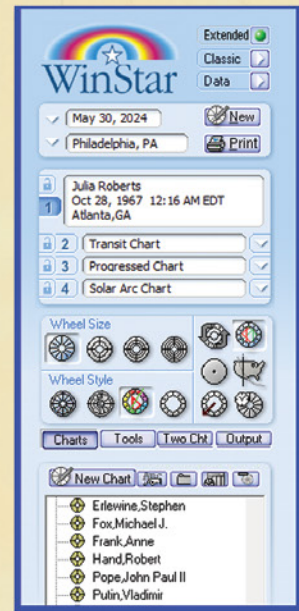 Extended
Classic
Data
WinStar
May 30, 2024
New
Philadelphia, PA
Print
1
Julia Roberts
Oct 28, 1967 12:16 AM EDT
Atlanta,GA
2 Transit Chart
3 Progressed Chart
4 Solar Arc Chart
Wheel Size
Wheel Style
Charts Tools Two Cht Output
New Chart
Erlewine,Stephen
Fox,Michael J.
Frank,Anne
Hand,Robert
Pope,John Paul II
Putin,Vladimir